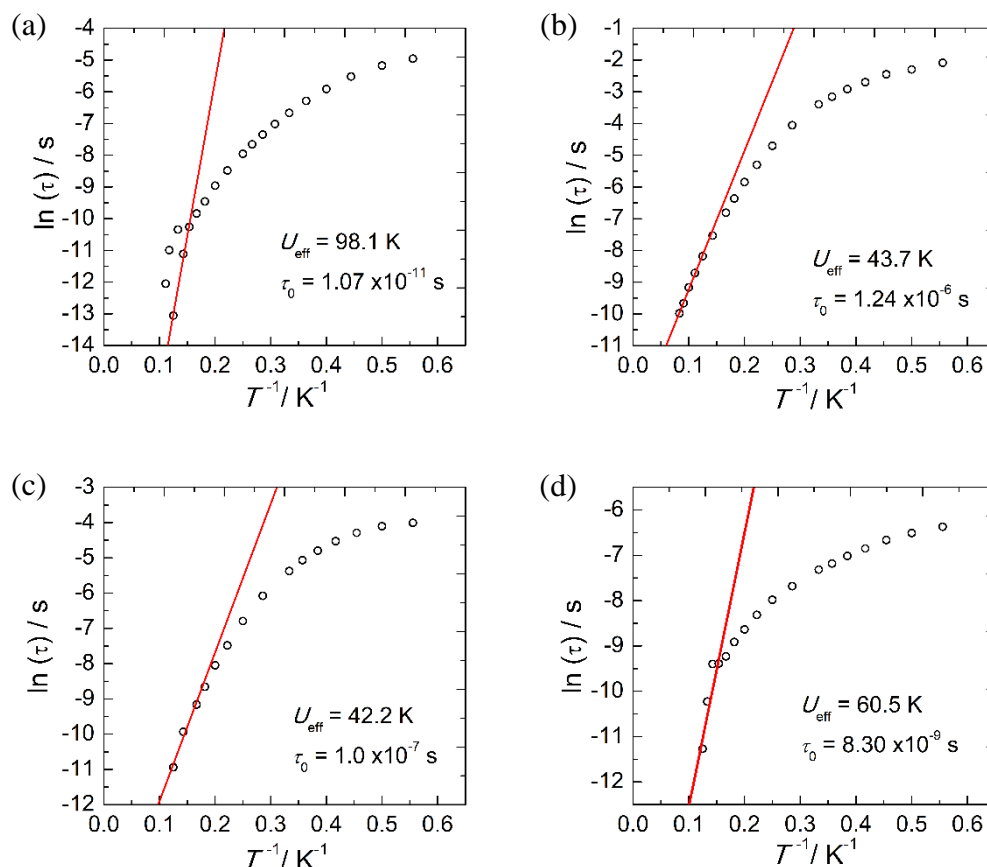 (a)
-4
-5
-6
-7
-8
-9
-10
-11
-12
-13
-14
ln (τ) / s
U_eff = 98.1 K
τ_0 = 1.07 x10^-11 s
0.0 0.1 0.2 0.3 0.4 0.5 0.6
T^-1/ K^-1
(b)
-1
-2
-3
-4
-5
-6
-7
-8
-9
-10
-11
ln (τ) / s
U_eff = 43.7 K
τ_0 = 1.24 x10^-6 s
0.0 0.1 0.2 0.3 0.4 0.5 0.6
T^-1/ K^-1
(c)
-3
-4
-5
-6
-7
-8
-9
-10
-11
-12
ln (τ) / s
U_eff = 42.2 K
τ_0 = 1.0 x10^-7 s
0.0 0.1 0.2 0.3 0.4 0.5 0.6
T^-1/ K^-1
(d)
-6
-7
-8
-9
-10
-11
-12
ln (τ) / s
U_eff = 60.5 K
τ_0 = 8.30 x10^-9 s
0.0 0.1 0.2 0.3 0.4 0.5 0.6
T^-1/ K^-1